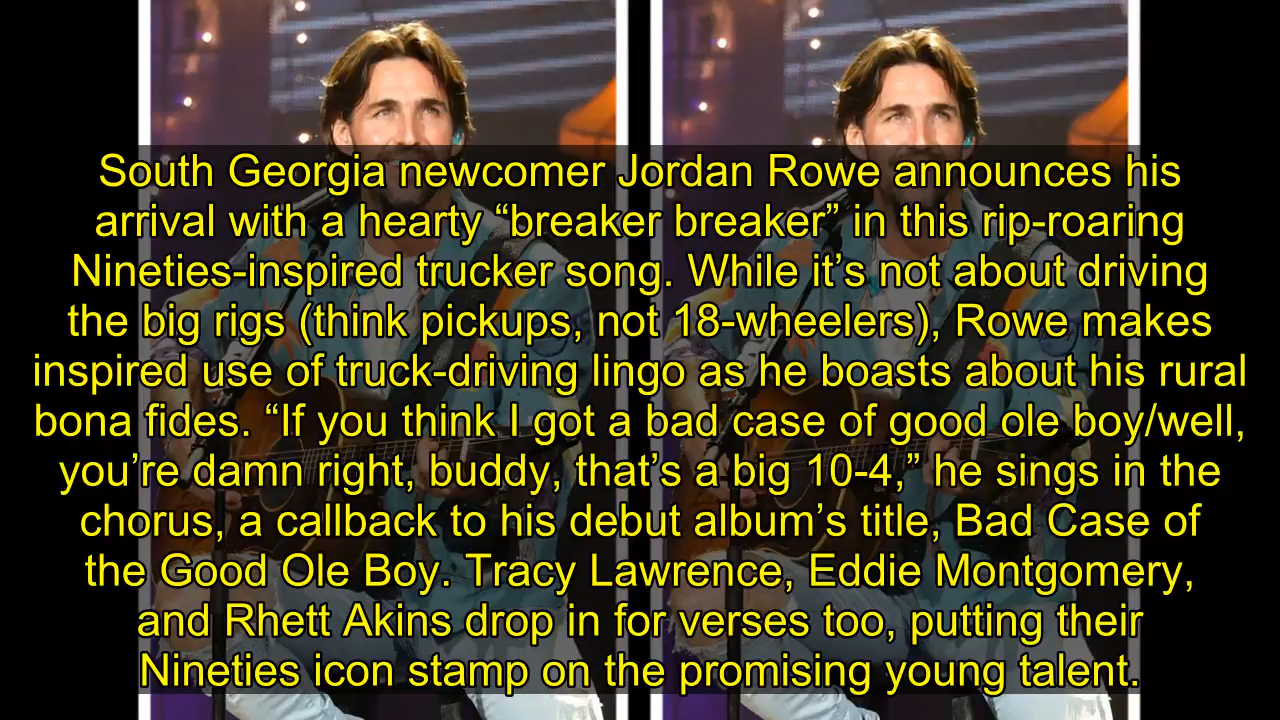 South Georgia newcomer Jordan Rowe announces his
arrival with a hearty “breaker breaker” in this rip-roaring
Nineties-inspired trucker song. While it’s not about driving
the big rigs (think pickups, not 18-wheelers), Rowe makes
inspired use of truck-driving lingo as he boasts about his rural
bona fides. “If you think I got a bad case of good ole boy/well,
you’re damn right, buddy, that’s a big 10-4,” he sings in the
chorus, a callback to his debut album’s title, Bad Case of
the Good Ole Boy. Tracy Lawrence, Eddie Montgomery,
and Rhett Akins drop in for verses too, putting their
Nineties icon stamp on the promising young talent.